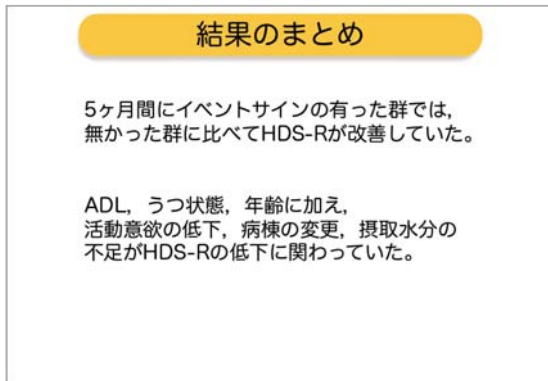 結果のまとめ
5ヶ月間にイベントサインの有った群では,
無かった群に比べてHDS-Rが改善していた。
ADL, うつ状態, 年齢に加え,
活動意欲の低下, 病棟の変更, 摂取水分の
不足がHDS-Rの低下に関わっていた。